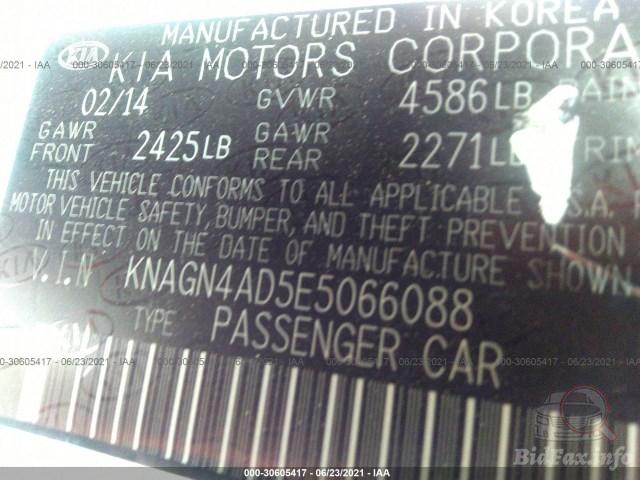 MANUFACTURED IN KOREA
KIA KIA MOTORS CORPORA
02/14 GVWR 4586LB
GAWR FRONT 2425LB GAWR REAR 2271LB
THIS VEHICLE CONFORMS TO ALL APPLICABLE U.S.A.
MOTOR VEHICLE SAFETY, BUMPER, AND THEFT PREVENTION
IN EFFECT ON THE DATE OF MANUFACTURE SHOWN
V.I.N KNAGN4AD5E5066088
TYPE PASSENGER CAR
000-30605417 - 06/23/2021 - IAA
BidFax.info